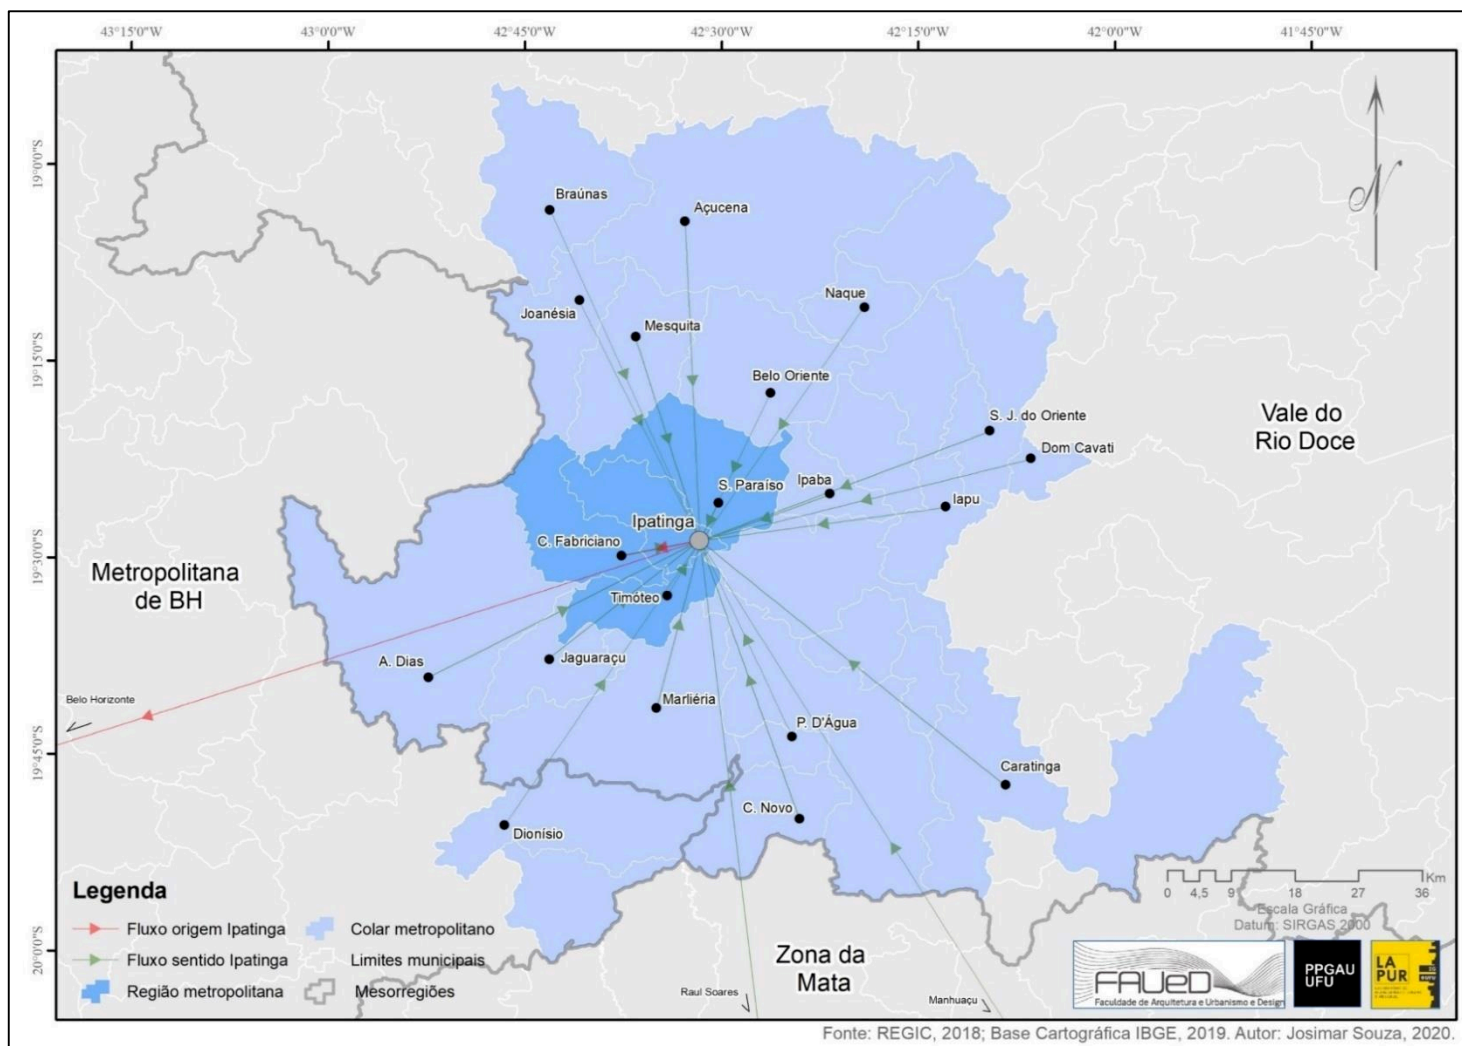 43°15'0"W
43°0'0"W
42°45'0"W
42°30'0"W
42°15'0"W
42°0'0"W
41°45'0"W
19°0'0"S
19°15'0"S
19°30'0"S
19°45'0"S
20°0'0"S
N
Braúnas
Açucena
Joanésia
Mesquita
Naque
Belo Oriente
S. J. do Oriente
Dom Cavati
Vale do
Rio Doce
S. Paraíso
Ipaba
Iapu
Ipatinga
C. Fabriciano
Metropolitana
de BH
Timóteo
A. Dias
Jaguaraçu
Belo Horizonte
Marliéria
P. D'Água
Caratinga
C. Novo
Dionísio
Legenda
Fluxo origem Ipatinga
Fluxo sentido Ipatinga
Região metropolitana
Colar metropolitano
Limites municipais
Mesorregiões
Zona da
Mata
Raul Soares
Manhuaçu
0 4,5 9 18 27 36
Km
Escala Gráfica
Datum: SIRGAS 2000
FAUeD
Faculdade de Arquitetura e Urbanismo e Design
PPGAU
UFU
LA
PUR
Fonte: REGIC, 2018; Base Cartográfica IBGE, 2019. Autor: Josimar Souza, 2020.